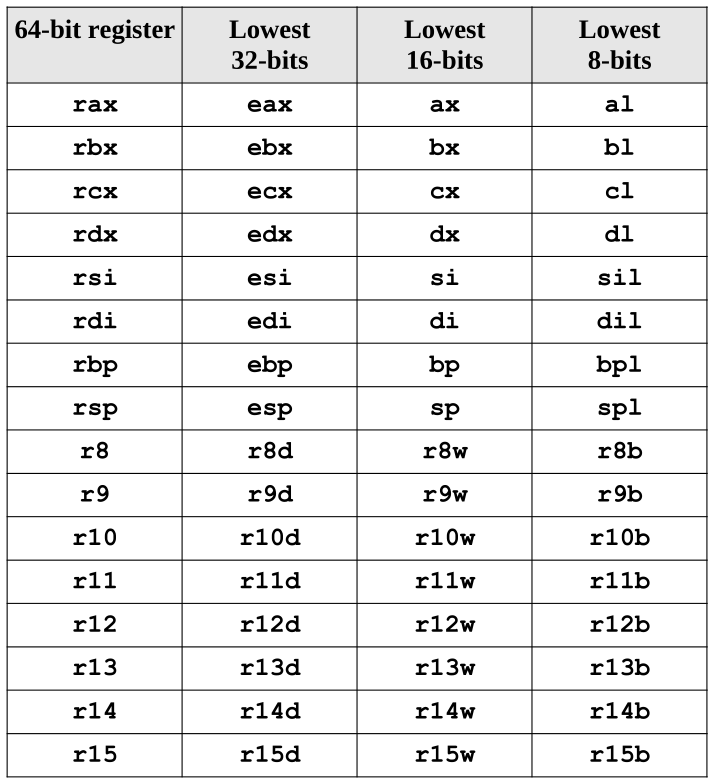 64-bit register Lowest 32-bits Lowest 16-bits Lowest 8-bits
rax eax ax al
rbx ebx bx bl
rcx ecx cx cl
rdx edx dx dl
rsi esi si sil
rdi edi di dil
rbp ebp bp bpl
rsp esp sp spl
r8 r8d r8w r8b
r9 r9d r9w r9b
r10 r10d r10w r10b
r11 r11d r11w r11b
r12 r12d r12w r12b
r13 r13d r13w r13b
r14 r14d r14w r14b
r15 r15d r15w r15b